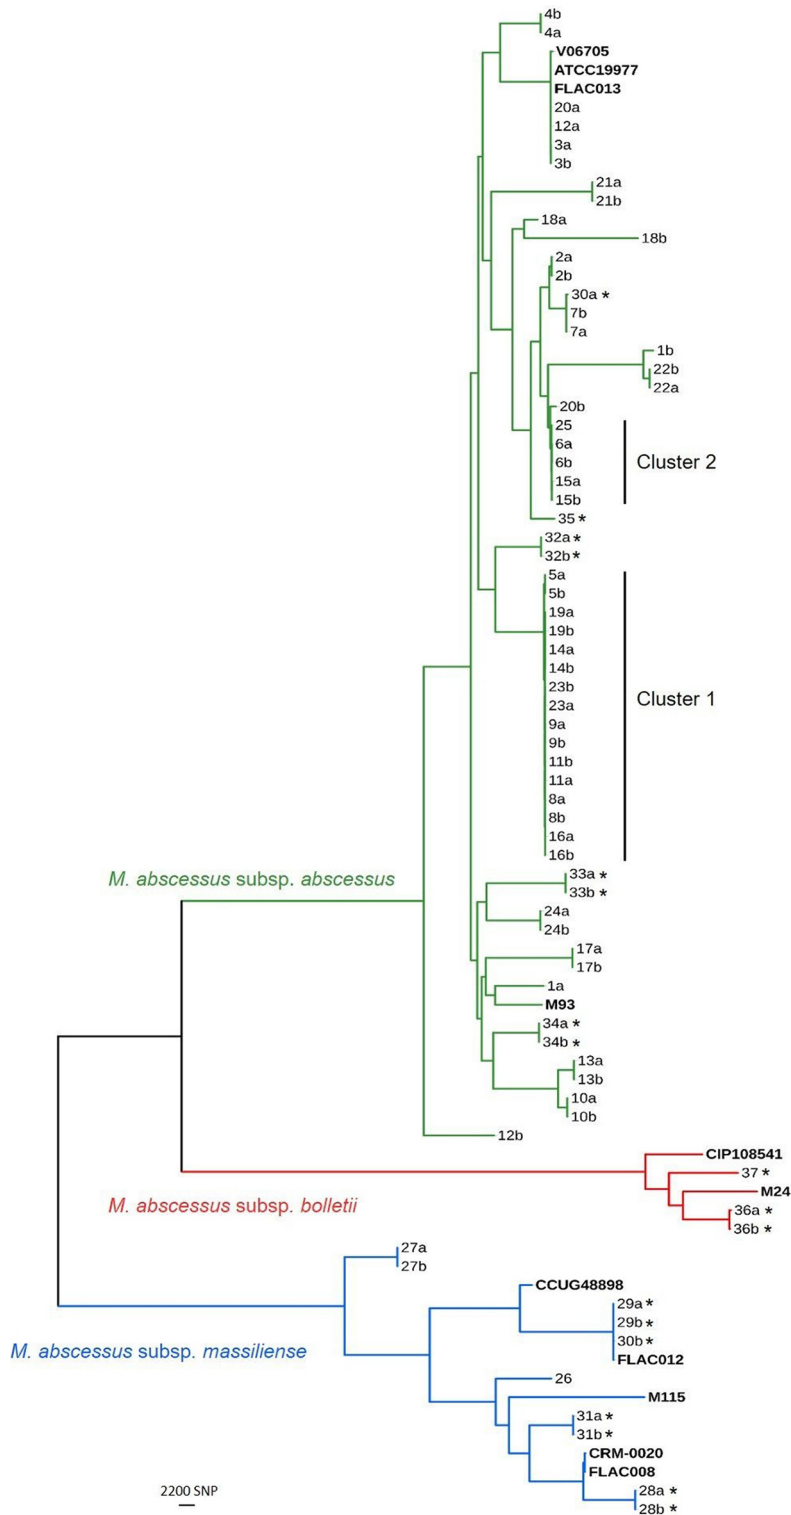 4b
4a
V06705
ATCC19977
FLAC013
20a
12a
3a
3b
21a
21b
18a
18b
2a
2b
30a *
7b
7a
1b
22b
22a
20b
25
6a
6b
15a
15b
Cluster 2
35 *
32a *
32b *
5a
5b
19a
19b
14a
14b
23b
23a
9a
9b
11b
11a
8a
8b
16a
16b
Cluster 1
M. abscessus subsp. abscessus
33a *
33b *
24a
24b
17a
17b
1a
M93
34a *
34b *
13a
13b
10a
10b
12b
CIP108541
37 *
M24
36a *
36b *
M. abscessus subsp. bolletii
27a
27b
CCUG48898
29a *
29b *
30b *
FLAC012
M. abscessus subsp. massiliense
26
M115
31a *
31b *
CRM-0020
FLAC008
28a *
28b *
2200 SNP